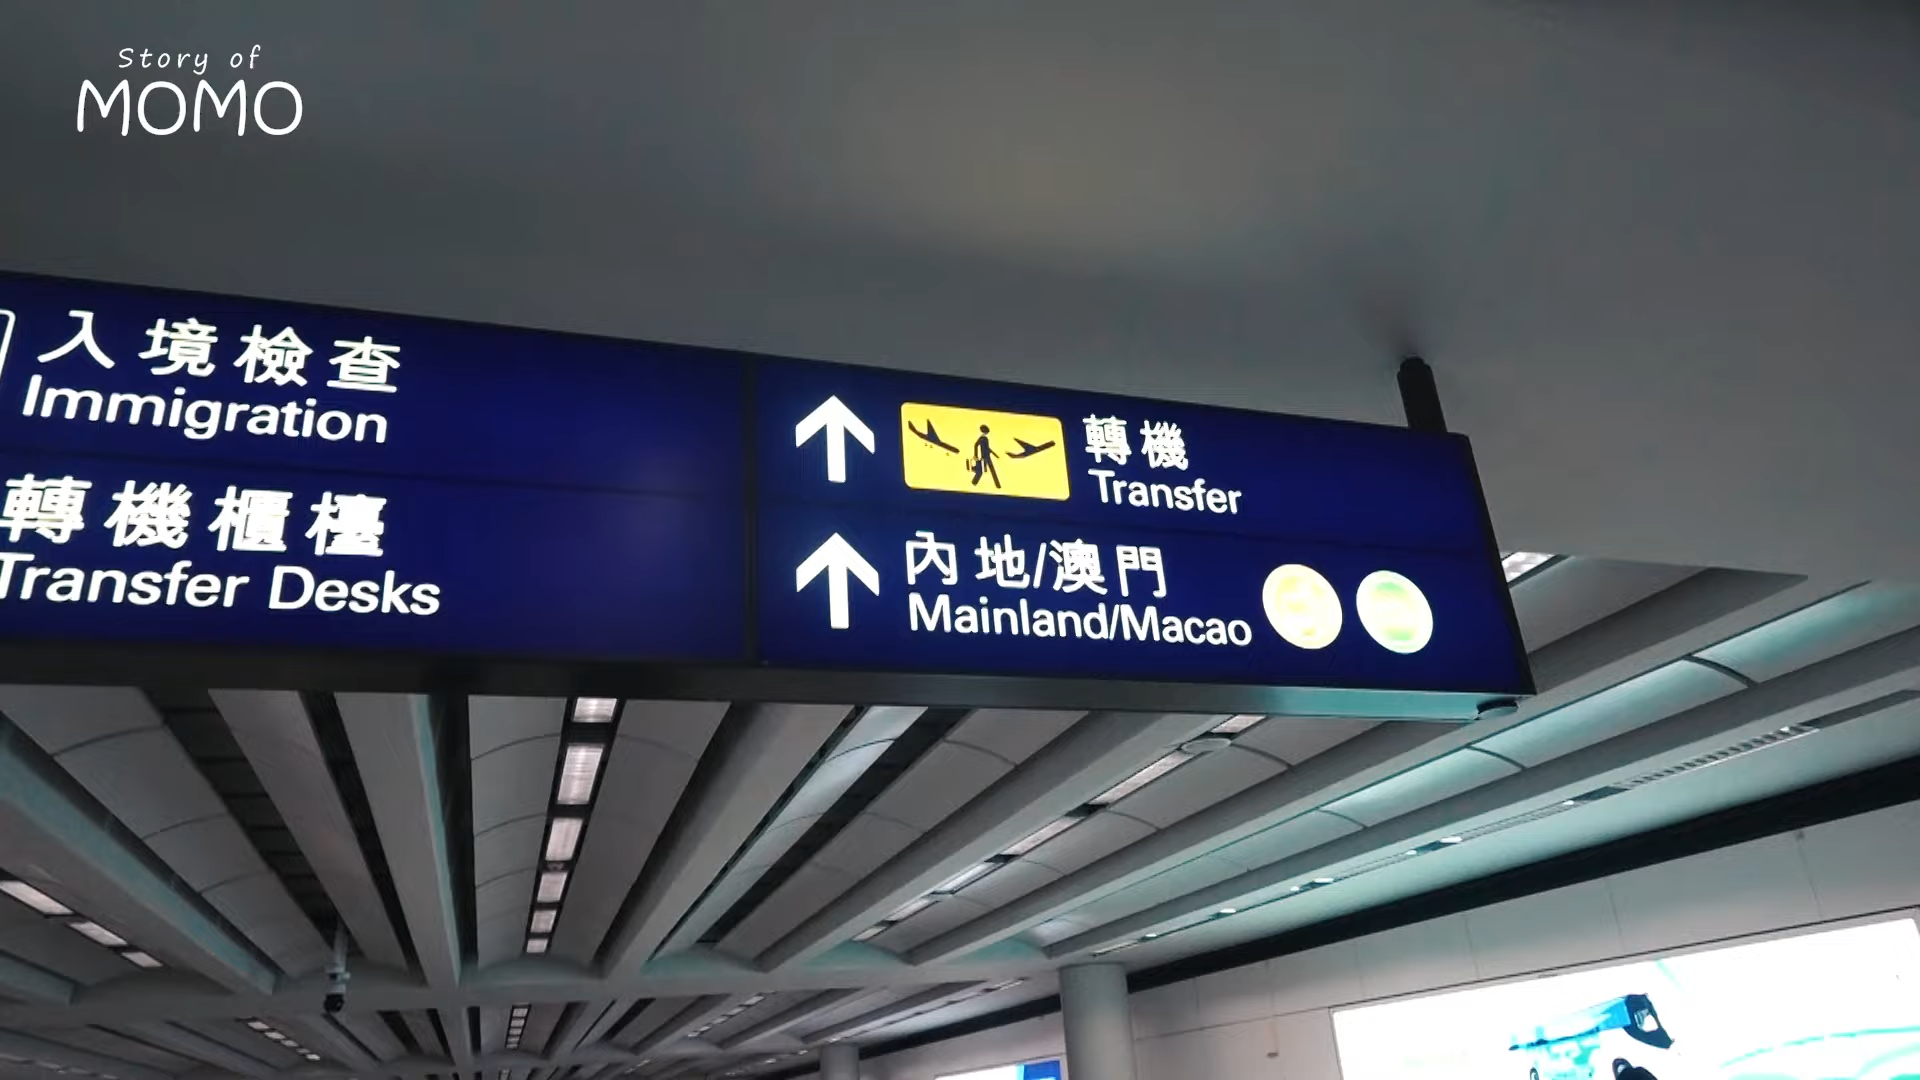 Story of
MOMO
入境檢查
Immigration
轉機櫃檯
Transfer Desks
轉機
Transfer
內地/澳門
Mainland/Macao